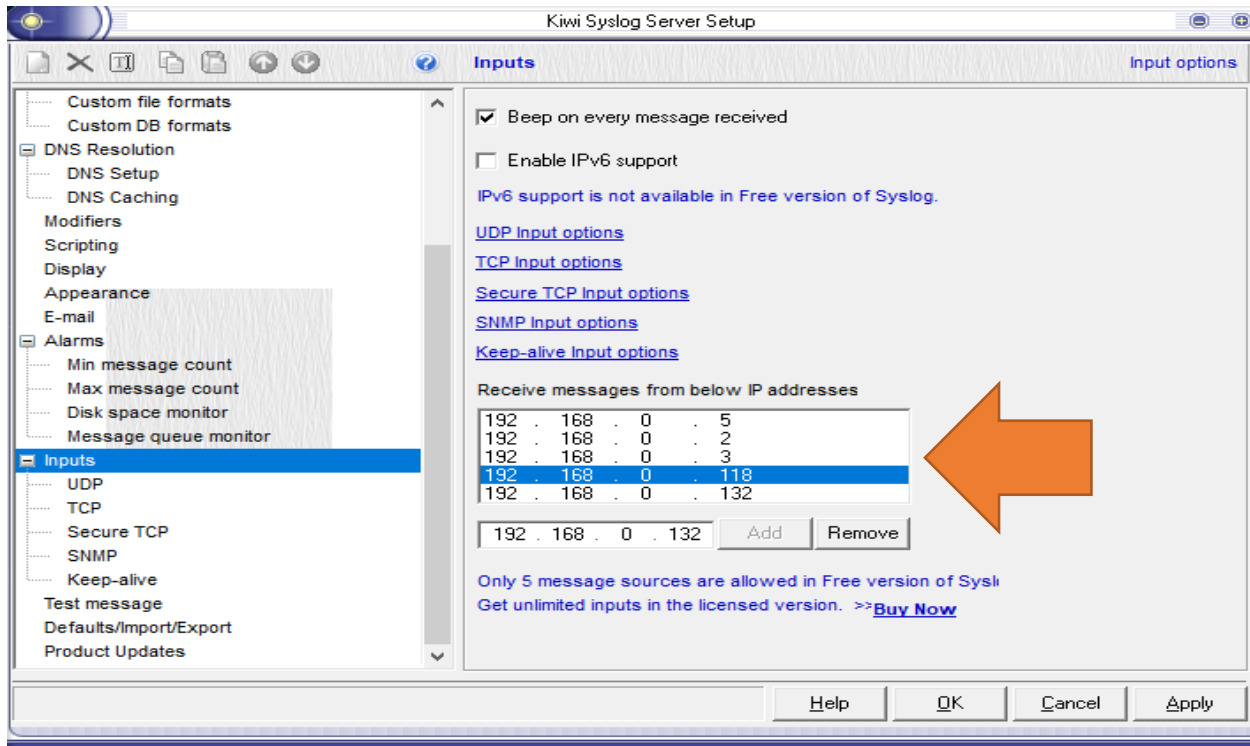 Kiwi Syslog Server Setup
Inputs
Input options
Custom file formats
Custom DB formats
DNS Resolution
DNS Setup
DNS Caching
Modifiers
Scripting
Display
Appearance
E-mail
Alarms
Min message count
Max message count
Disk space monitor
Message queue monitor
Inputs
UDP
TCP
Secure TCP
SNMP
Keep-alive
Test message
Defaults/Import/Export
Product Updates
Beep on every message received
Enable IPv6 support
IPv6 support is not available in Free version of Syslog.
UDP Input options
TCP Input options
Secure TCP Input options
SNMP Input options
Keep-alive Input options
Receive messages from below IP addresses
192 . 168 . 0 . 5
192 . 168 . 0 . 2
192 . 168 . 0 . 3
192 . 168 . 0 . 118
192 . 168 . 0 . 132
192 . 168 . 0 . 132 Add Remove
Only 5 message sources are allowed in Free version of Syslo
Get unlimited inputs in the licensed version. >>Buy Now
Help OK Cancel Apply